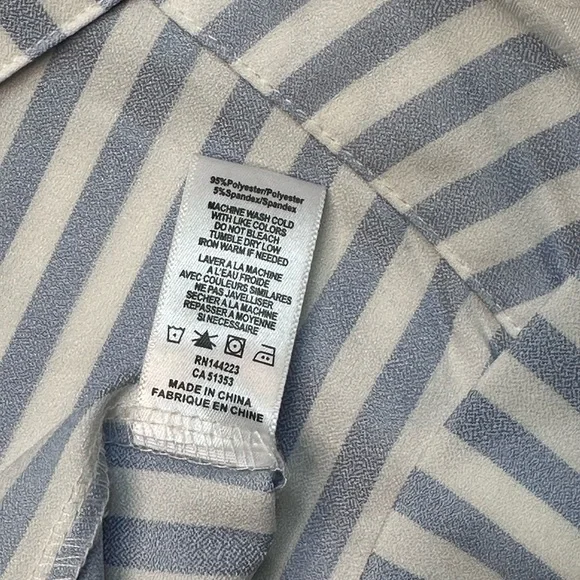 95%Polyester/Polyester
5%Spandex/Spandex
MACHINE WASH COLD
WITH LIKE COLORS
DO NOT BLEACH
TUMBLE DRY LOW
IRON WARM IF NEEDED
LAVER A LA MACHINE
A L'EAU FROIDE
AVEC COULEURS SIMILAIRES
NE PAS JAVELLISER
SÉCHER A LA MACHINE
REPASSER A MOYENNE
SI NECESSAIRE
RN144223
CA 51353
MADE IN CHINA
FABRIQUE EN CHINE